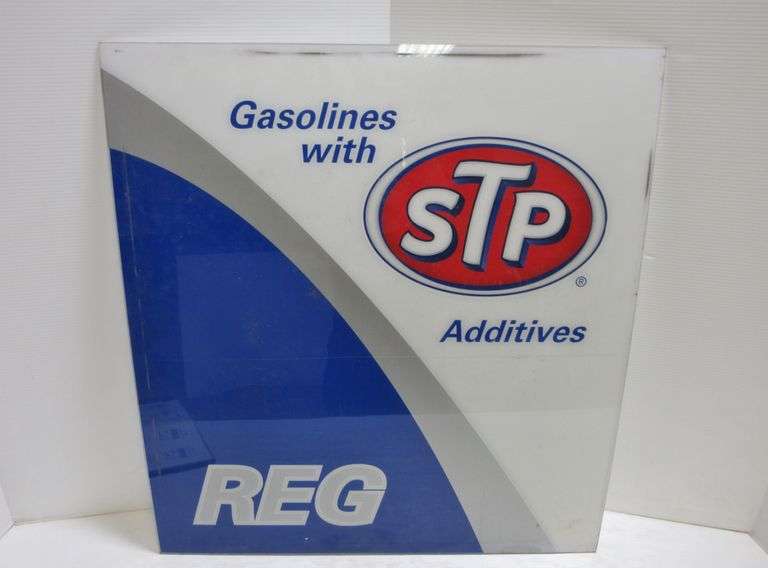 Gasolines
with
STP
®
Additives
REG